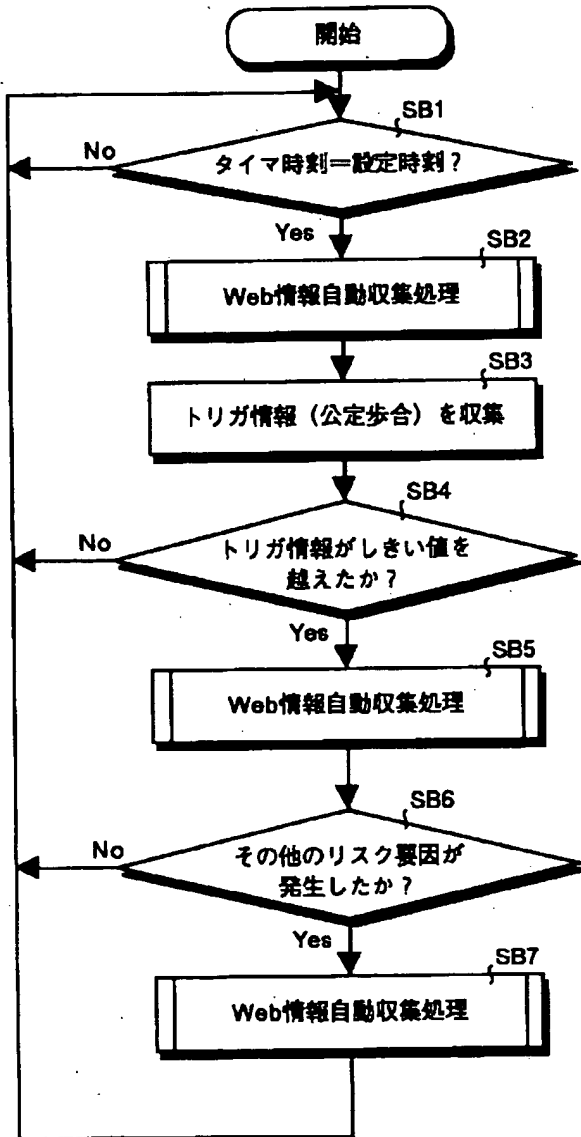 開始
SB1
No
タイマ時刻＝設定時刻？
Yes
SB2
Web情報自動収集処理
SB3
トリガ情報（公定歩合）を収集
SB4
No
トリガ情報がしきい値を
越えたか？
Yes
SB5
Web情報自動収集処理
SB6
No
その他のリスク要因が
発生したか？
Yes
SB7
Web情報自動収集処理